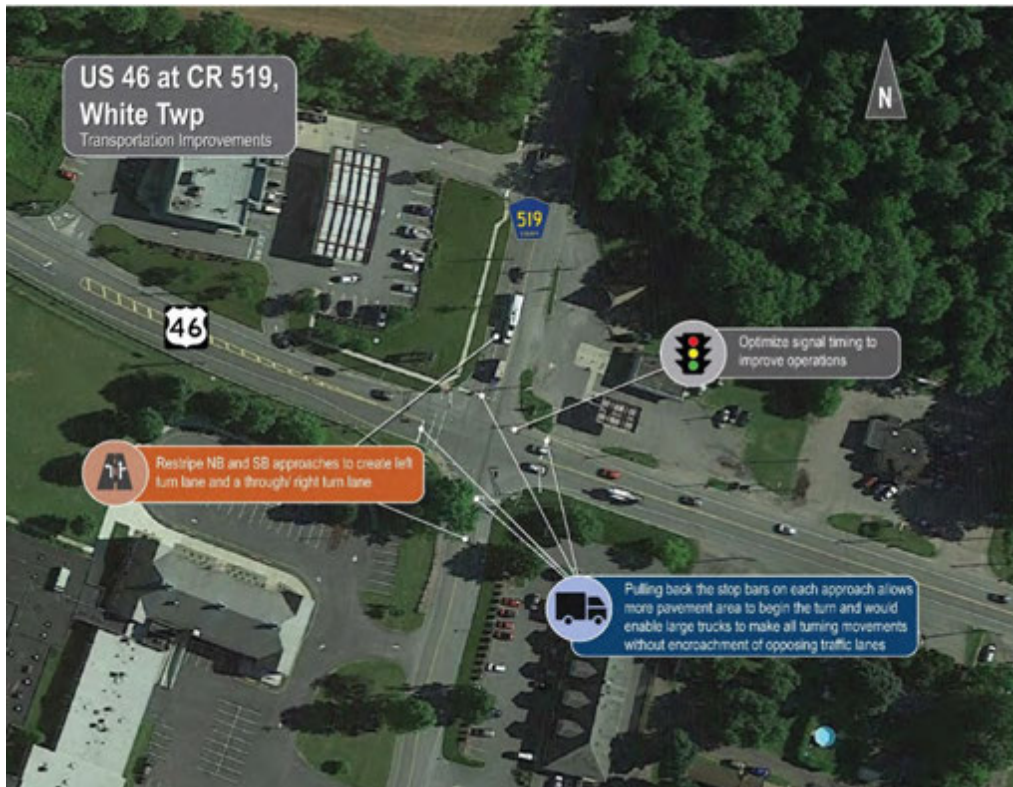 US 46 at CR 519,
White Twp
Transportation Improvements
N
519
46
Optimize signal timing to
improve operations
Restripe NB and SB approaches to create left
turn lane and a through/ right turn lane
Pulling back the stop bars on each approach allows
more pavement area to begin the turn and would
enable large trucks to make all turning movements
without encroachment of opposing traffic lanes